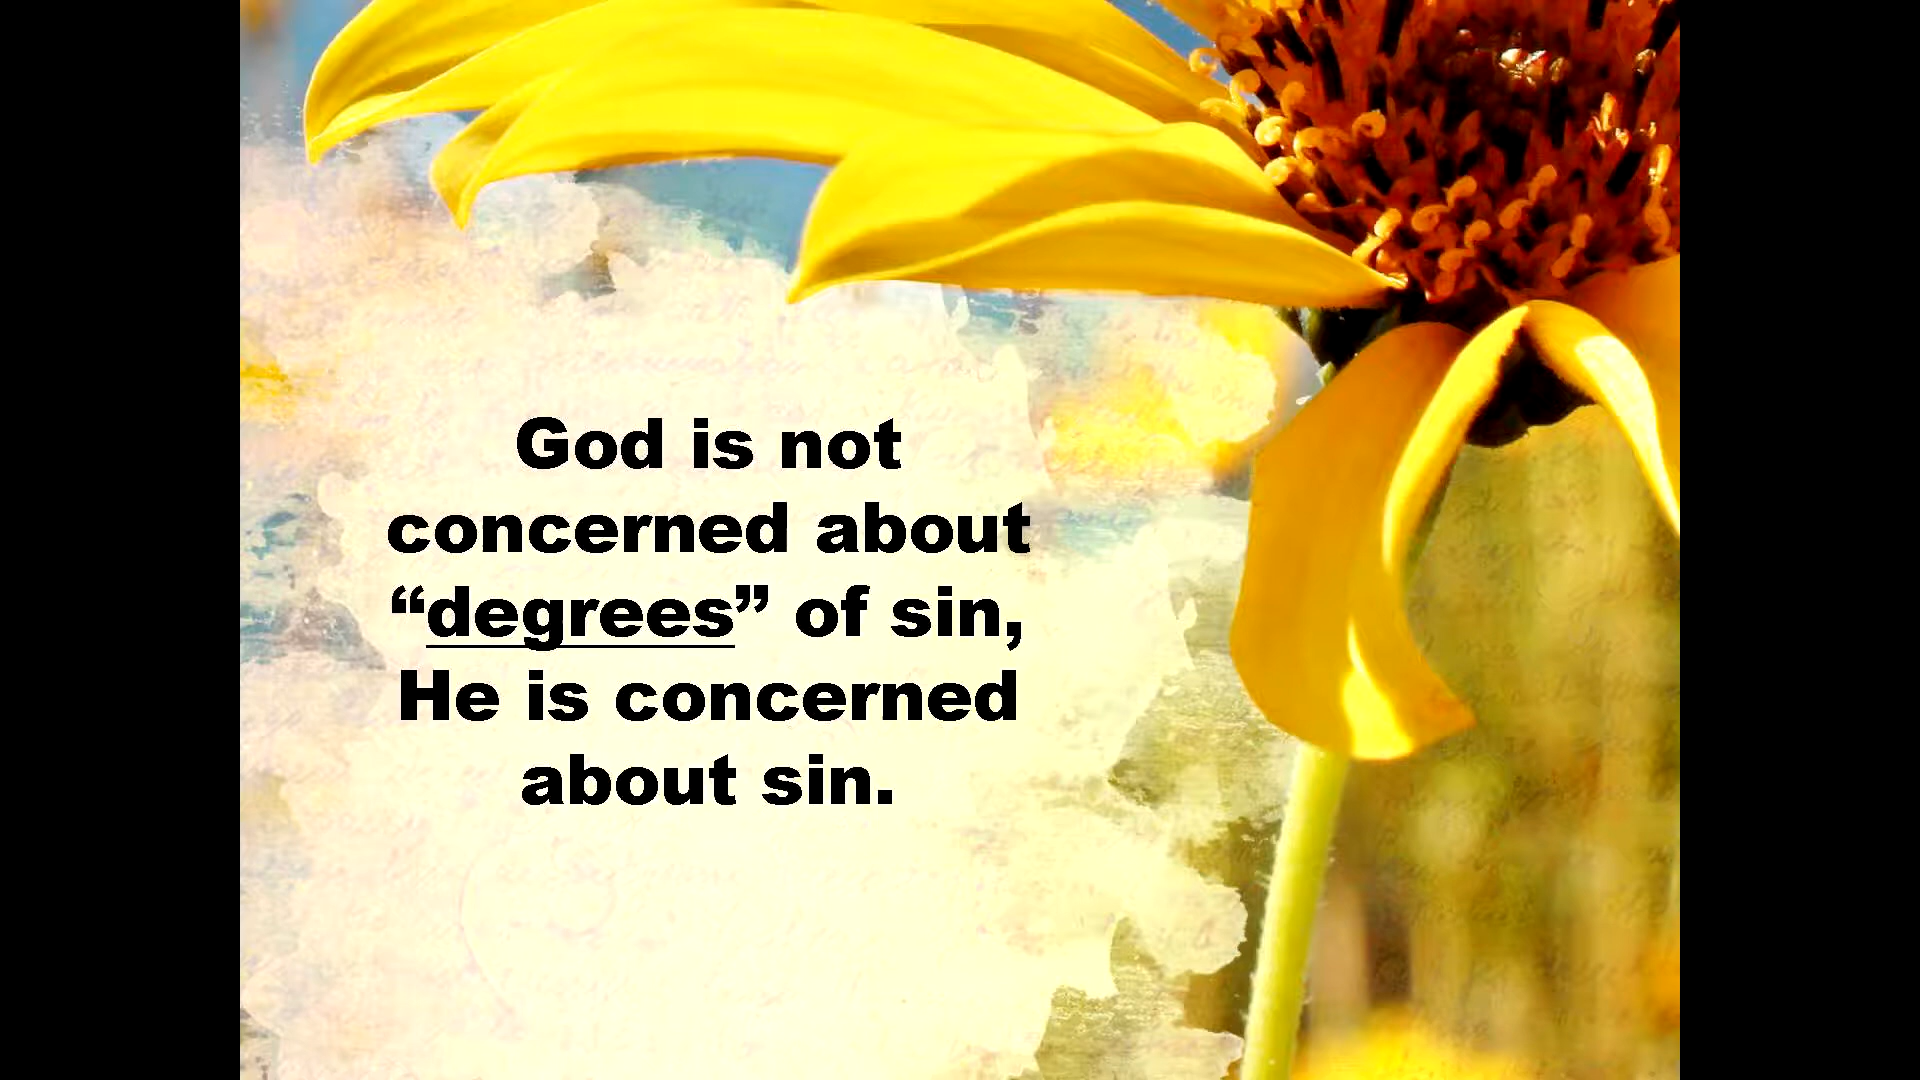 God is not
concerned about
“degrees” of sin,
He is concerned
about sin.